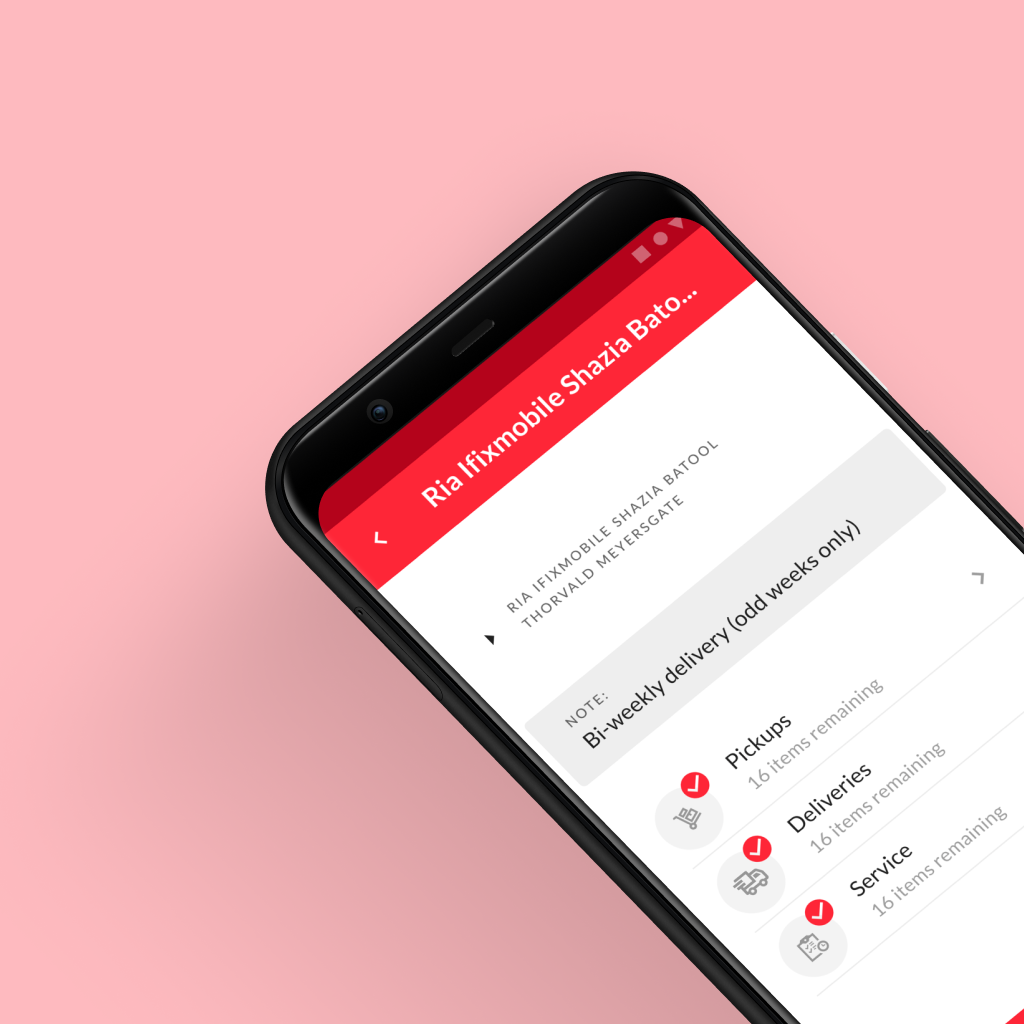 Ria Ifixmobile Shazia Bato...
RIA IFIXMOBILE SHAZIA BATOOL
THORVALD MEYERSGATE
NOTE:
Bi-weekly delivery (odd weeks only)
Pickups
16 items remaining
Deliveries
16 items remaining
Service
16 items remaining